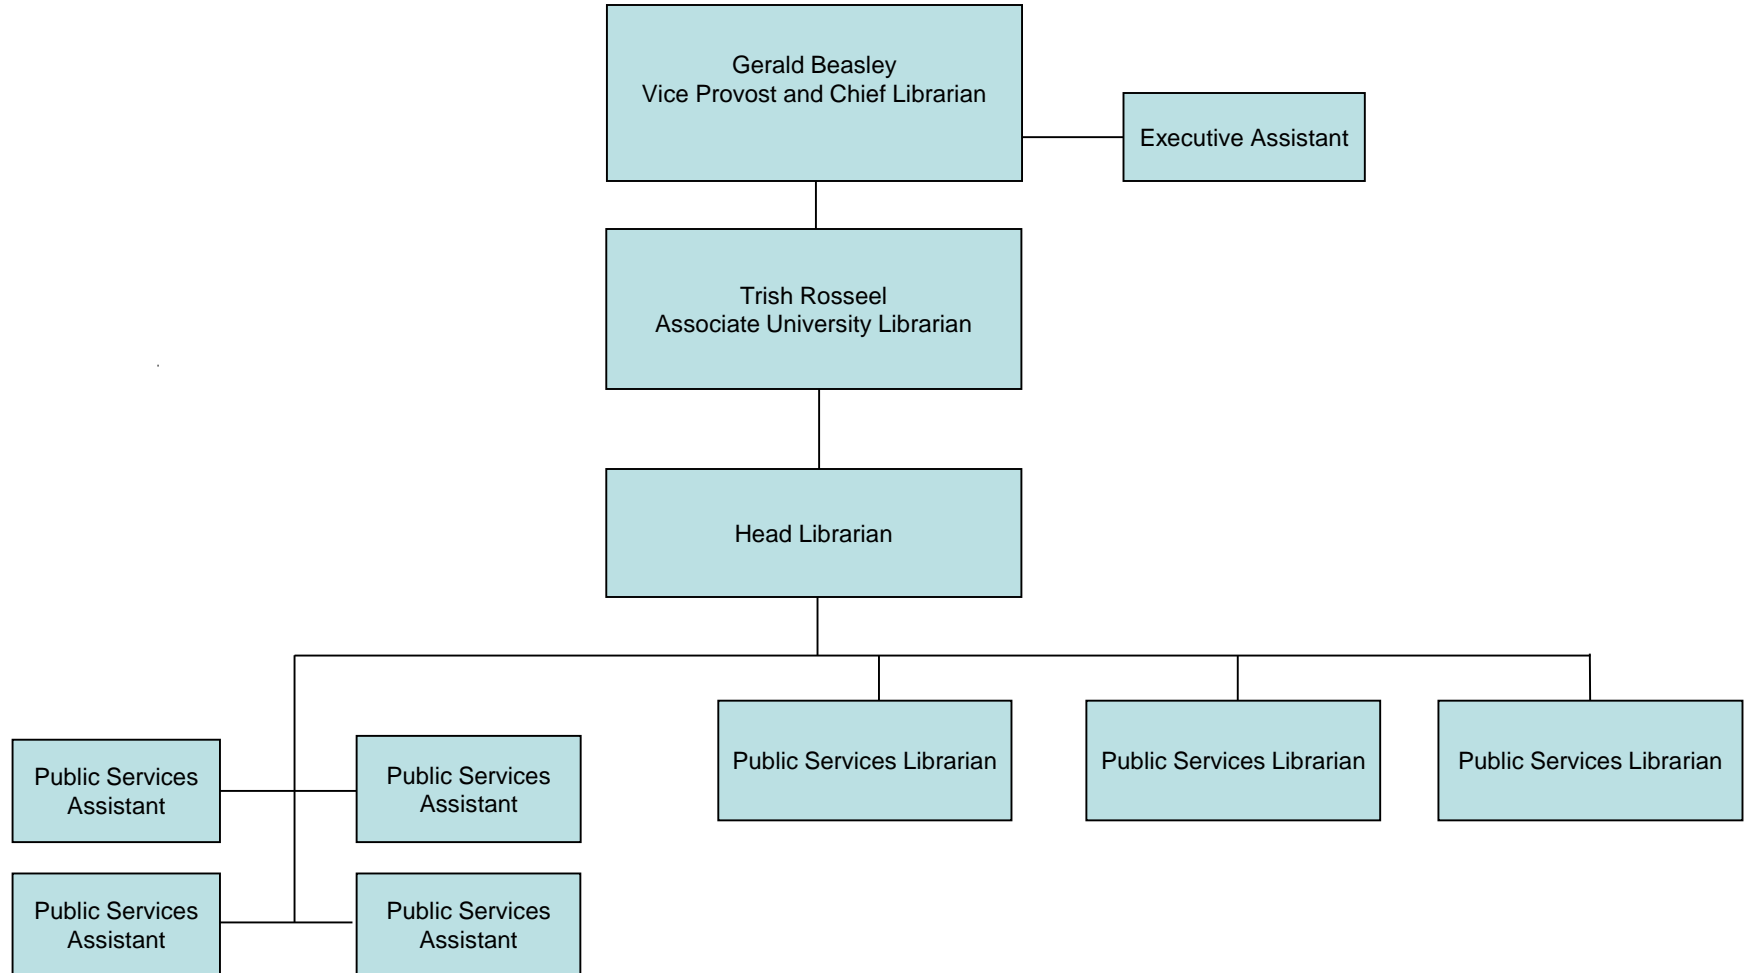 Gerald Beasley
Vice Provost and Chief Librarian
Executive Assistant
Trish Rosseel
Associate University Librarian
Head Librarian
Public Services Librarian
Public Services Librarian
Public Services Librarian
Public Services
Assistant
Public Services
Assistant
Public Services
Assistant
Public Services
Assistant